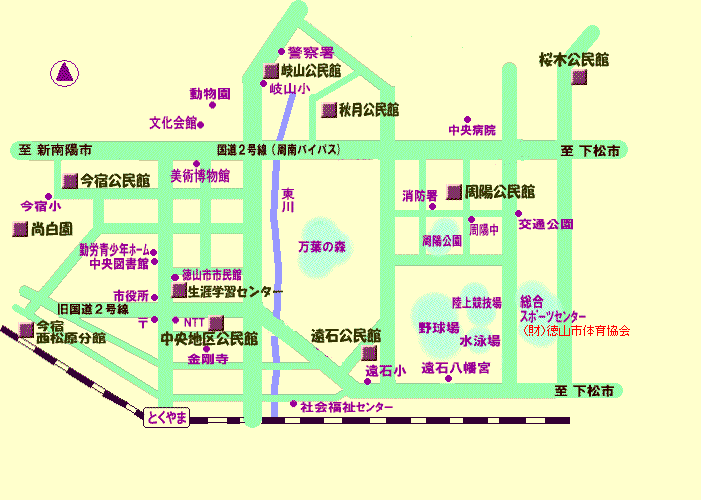 警察署
岐山公民館
岐山小
桜木公民館
動物園
秋月公民館
文化会館
中央病院
至 新南陽市
国道2号線(周南バイパス)
至 下松市
美術博物館
今宿公民館
今宿小
東川
消防署
周陽公民館
尚白園
周陽中
交通公園
勤労青少年ホーム
中央図書館
万葉の森
周陽公園
徳山市市民館
生涯学習センター
市役所
旧国道2号線
陸上競技場
総合
スポーツセンター
(財)徳山市体育協会
〒
NTT
今宿
西松原分館
中央地区公民館
遠石公民館
野球場
水泳場
金剛寺
遠石小
遠石八幡宮
至 下松市
とくやま
社会福祉センター